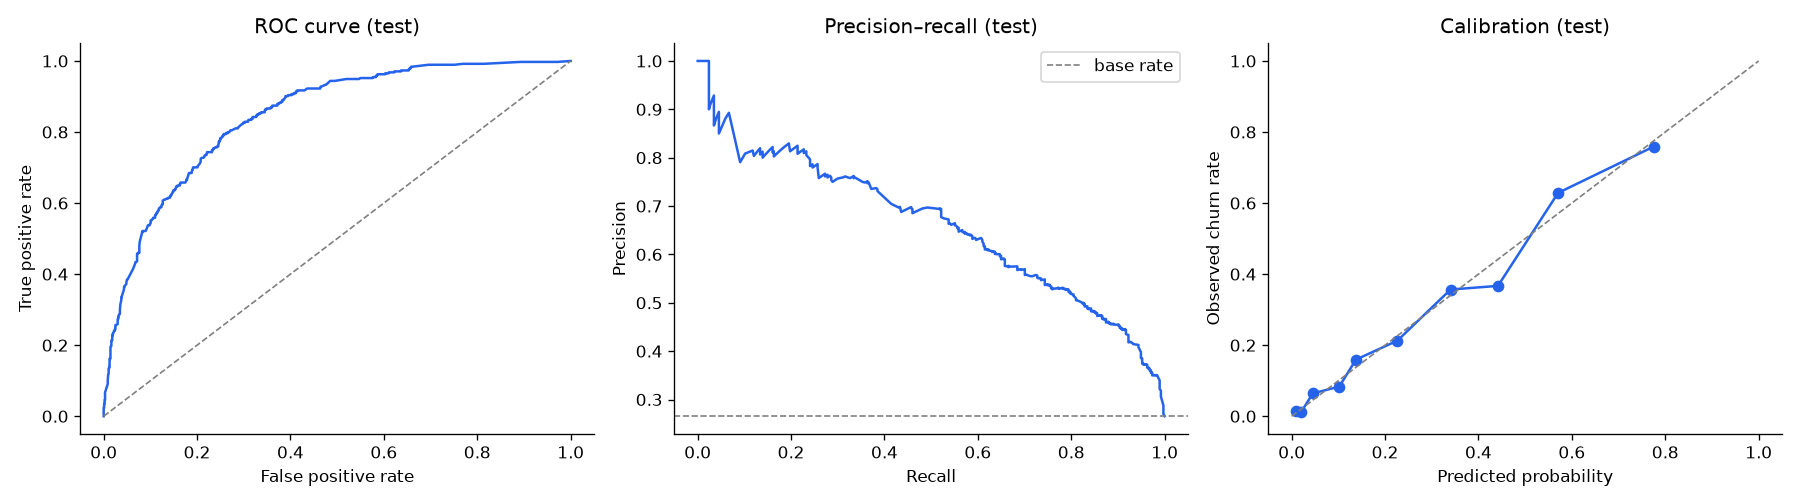 ROC curve (test)
1.0
0.8
0.6
0.4
0.2
0.0
True positive rate
0.0 0.2 0.4 0.6 0.8 1.0
False positive rate
Precision–recall (test)
base rate
1.0
0.9
0.8
0.7
0.6
0.5
0.4
0.3
Precision
0.0 0.2 0.4 0.6 0.8 1.0
Recall
Calibration (test)
1.0
0.8
0.6
0.4
0.2
0.0
Observed churn rate
0.0 0.2 0.4 0.6 0.8 1.0
Predicted probability